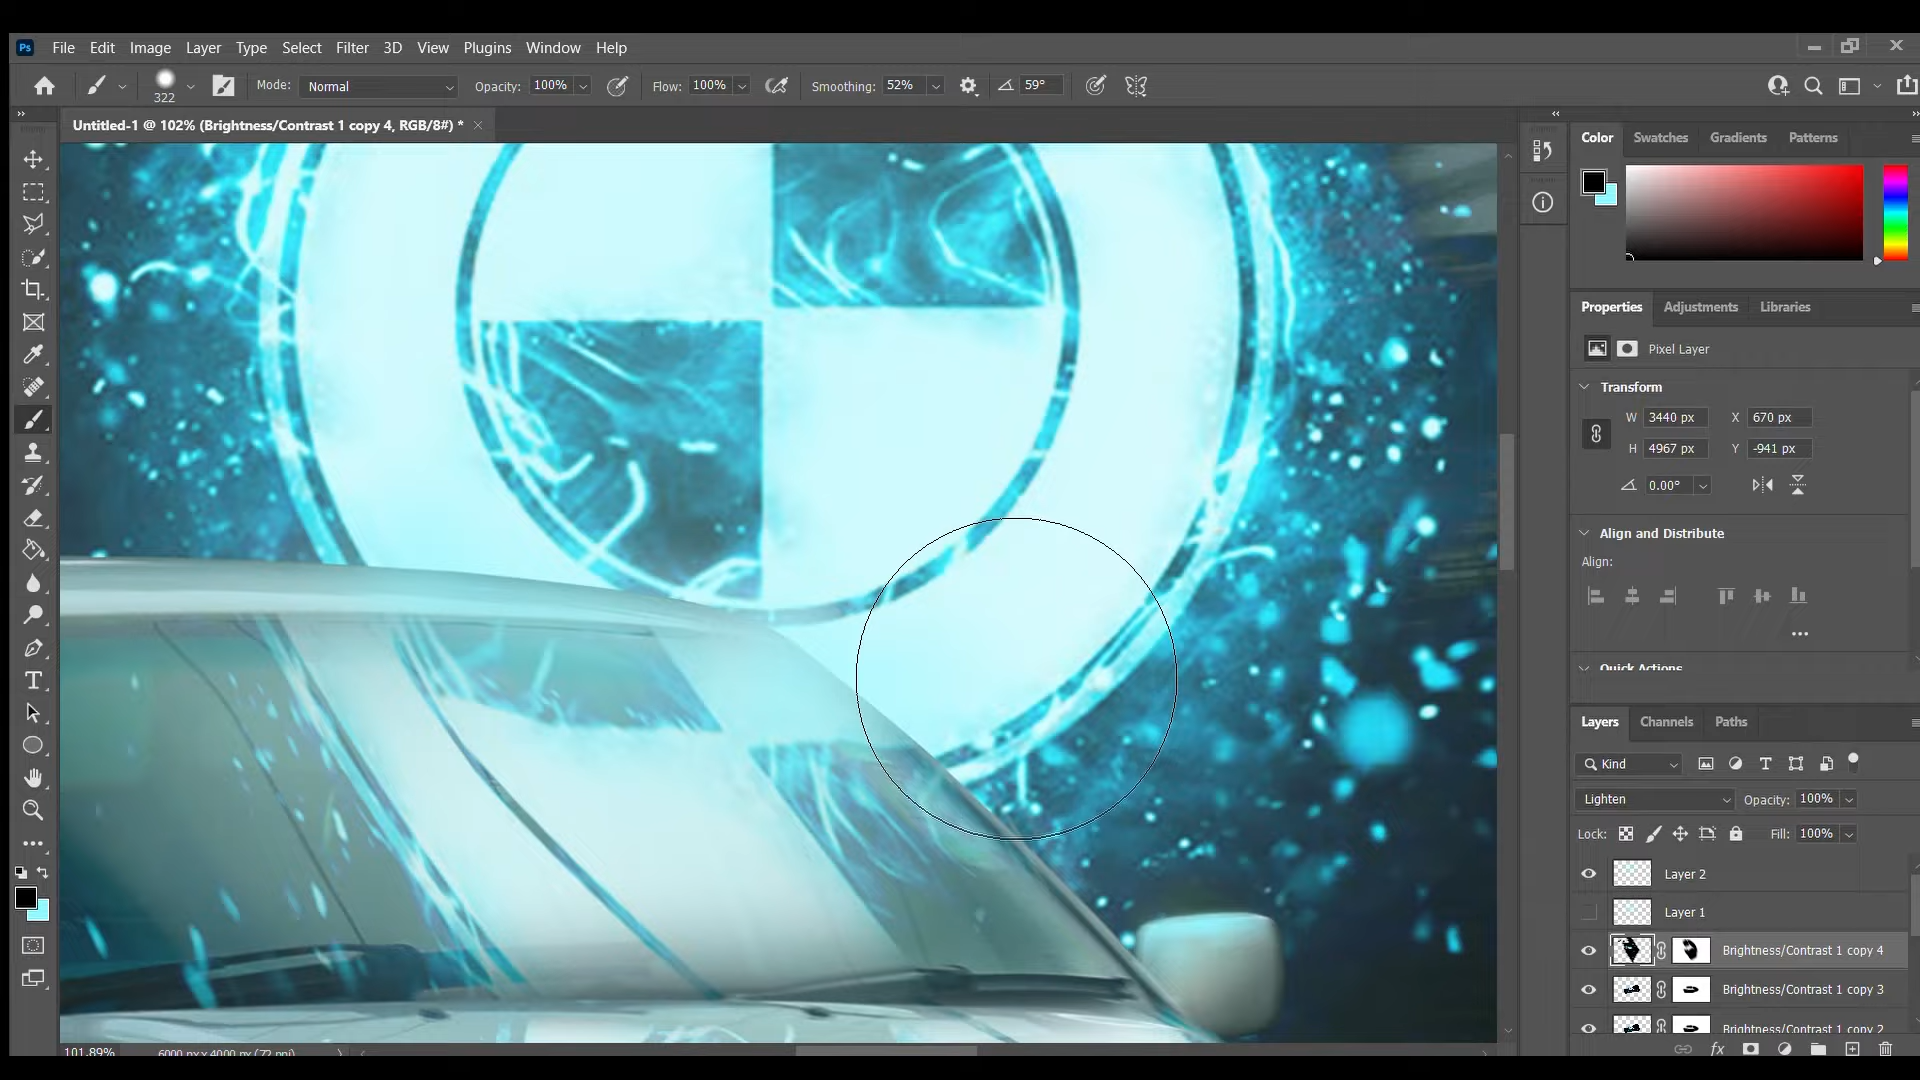 Ps File Edit Image Layer Type Select Filter 3D View Plugins Window Help
322 Mode: Normal Opacity: 100% Flow: 100% Smoothing: 52% 59°
Untitled-1 @ 102% (Brightness/Contrast 1 copy 4, RGB/8#) *
Color Swatches Gradients Patterns
Properties Adjustments Libraries
Pixel Layer
Transform
W 3440 px X 670 px
H 4967 px Y -941 px
0.00°
Align and Distribute
Align:
Quick Actions
Layers Channels Paths
Kind
Lighten Opacity: 100%
Lock: Fill: 100%
Layer 2
Layer 1
Brightness/Contrast 1 copy 4
Brightness/Contrast 1 copy 3
Brightness/Contrast 1 copy 2
101.89% 6000 px x 4000 px (72 ppi)